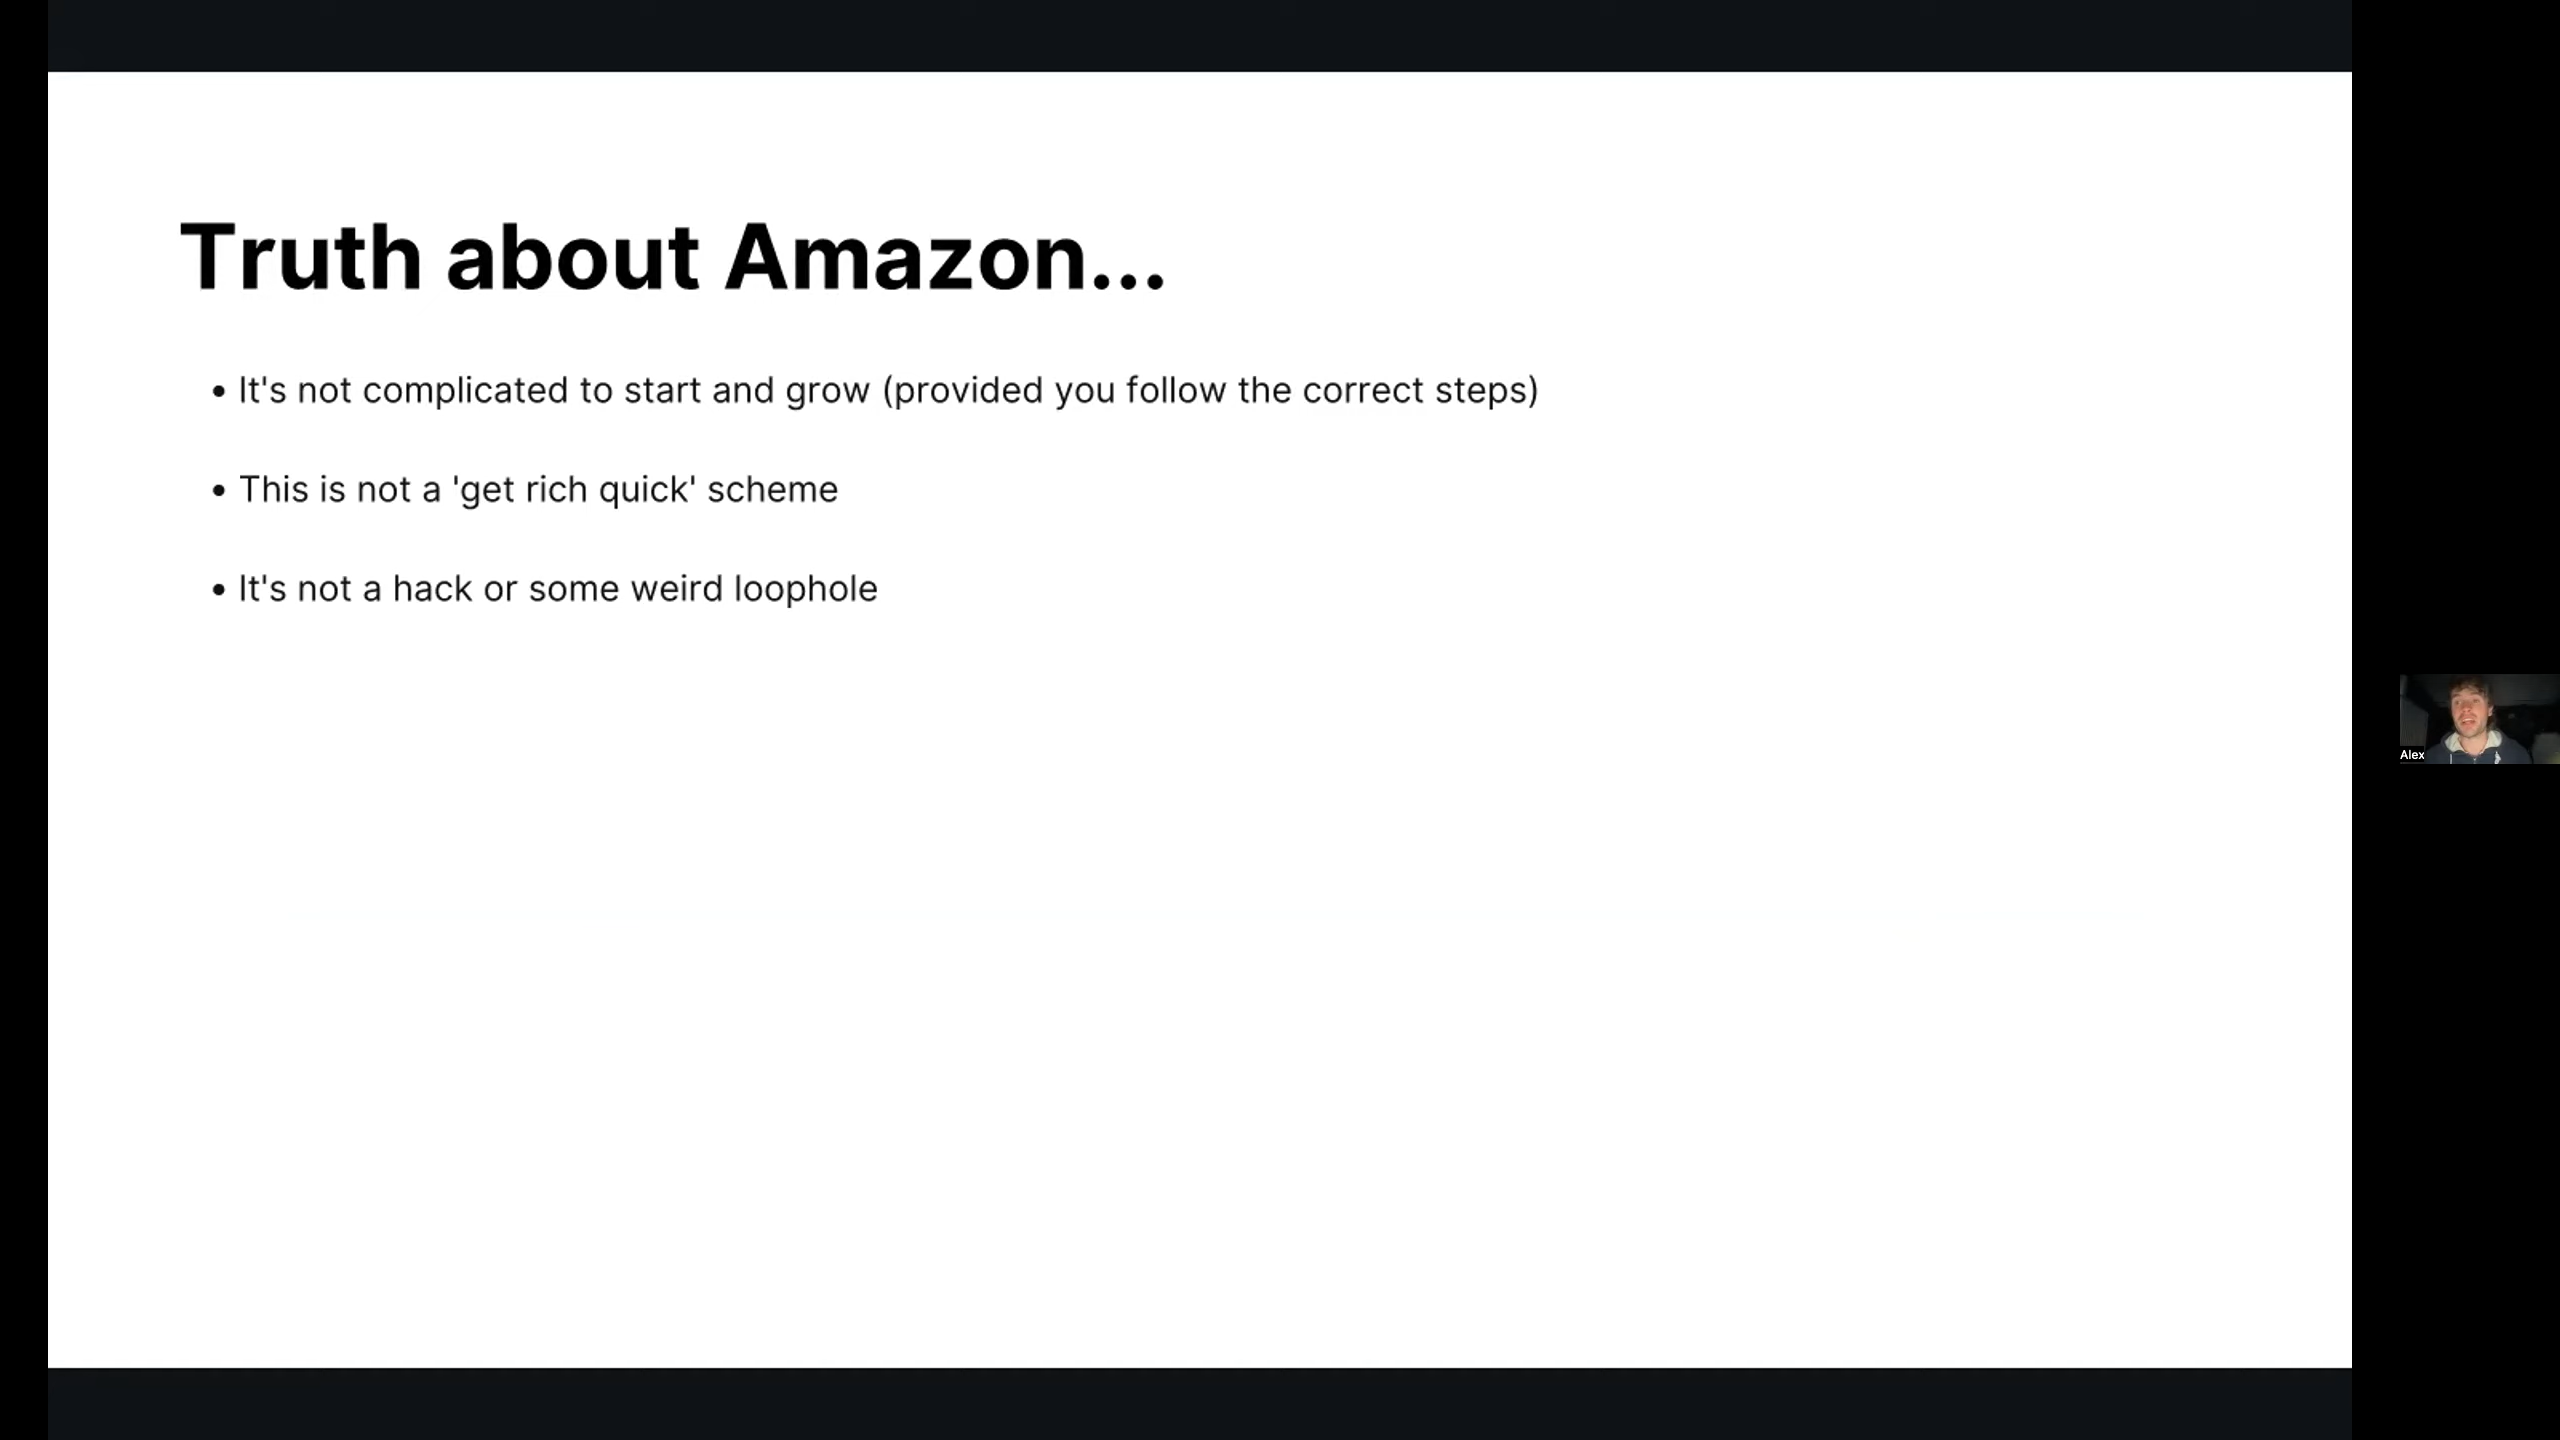 Truth about Amazon...
• It's not complicated to start and grow (provided you follow the correct steps)
• This is not a 'get rich quick' scheme
• It's not a hack or some weird loophole
Alex